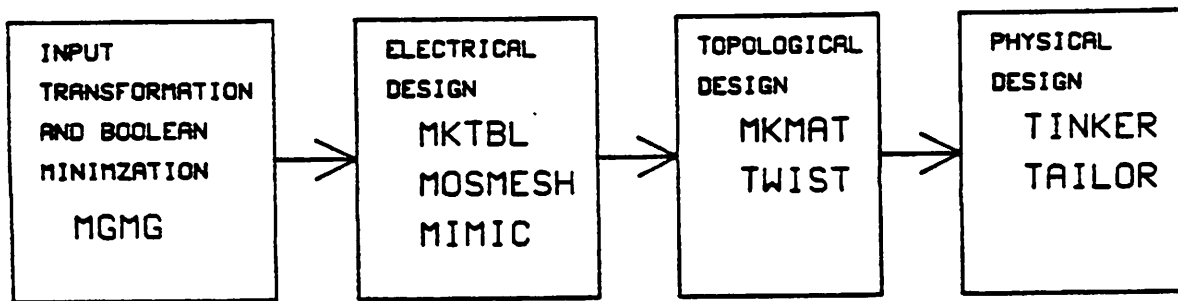 INPUT
TRANSFORMATION
AND BOOLEAN
MINIMZATION
MGMG
ELECTRICAL
DESIGN
MKTBL
MOSMESH
MIMIC
TOPOLOGICAL
DESIGN
MKMAT
TWIST
PHYSICAL
DESIGN
TINKER
TAILOR